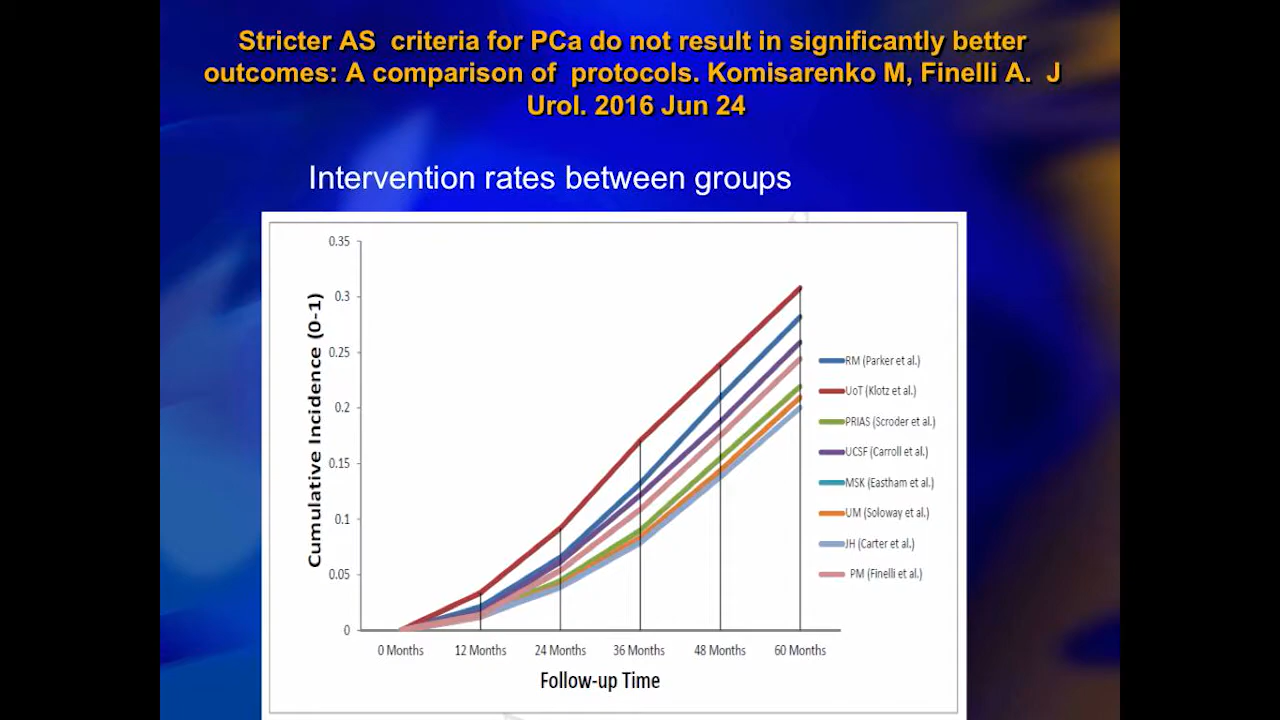 Stricter AS criteria for PCa do not result in significantly better
outcomes: A comparison of protocols. Komisarenko M, Finelli A. J
Urol. 2016 Jun 24
Intervention rates between groups
Cumulative Incidence (0-1)
0.35
0.3
0.25
0.2
0.15
0.1
0.05
0
0 Months 12 Months 24 Months 36 Months 48 Months 60 Months
Follow-up Time
RM (Parker et al.)
UoT (Klotz et al.)
PRIAS (Scroder et al.)
UCSF (Carroll et al.)
MSK (Eastham et al.)
UM (Soloway et al.)
JH (Carter et al.)
PM (Finelli et al.)